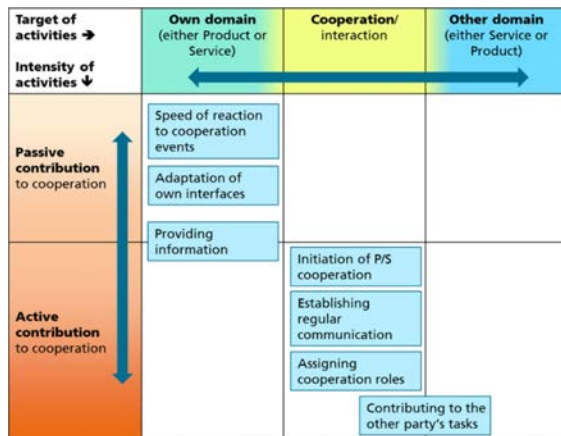 Target of
activities ➔
Intensity of
activities 🡻
Own domain
(either Product or
Service)
Cooperation/
interaction
Other domain
(either Service or
Product)
Passive
contribution
to cooperation
Speed of reaction
to cooperation
events
Adaptation of
own interfaces
Providing
information
Active
contribution
to cooperation
Initiation of P/S
cooperation
Establishing
regular
communication
Assigning
cooperation roles
Contributing to the
other party's tasks